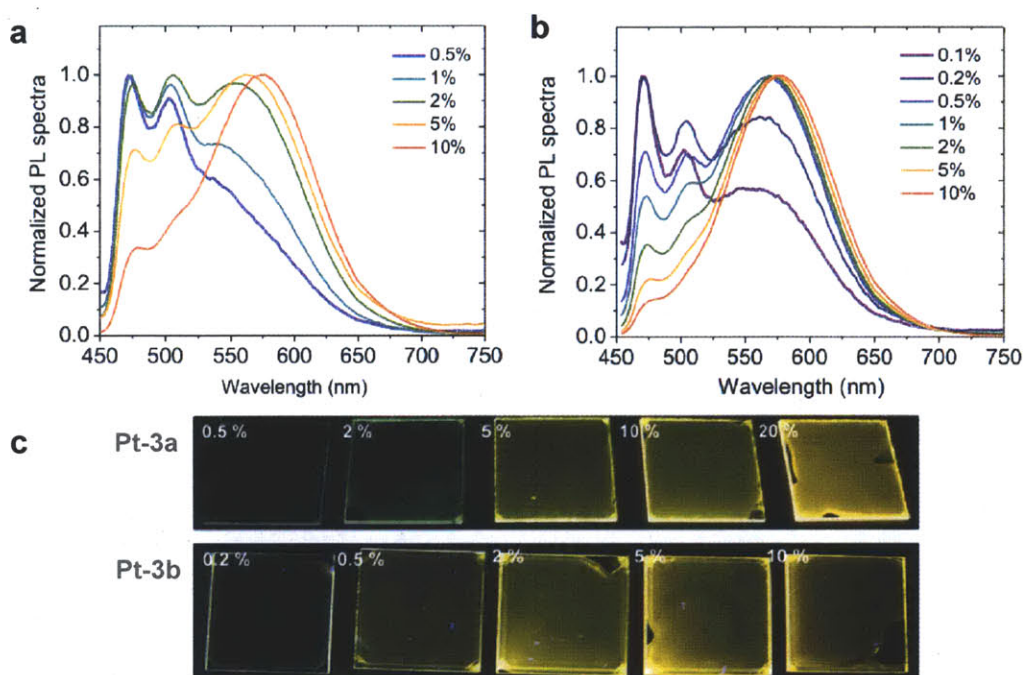 a
Normalized PL spectra
1.0
0.8
0.6
0.4
0.2
0.0
450 500 550 600 650 700 750
Wavelength (nm)
0.5%
1%
2%
5%
10%
b
Normalized PL spectra
1.0
0.8
0.6
0.4
0.2
0.0
450 500 550 600 650 700 750
Wavelength (nm)
0.1%
0.2%
0.5%
1%
2%
5%
10%
c
Pt-3a
0.5 % 2 % 5 % 10 % 20 %
Pt-3b
0.2 % 0.5 % 2 % 5 % 10 %